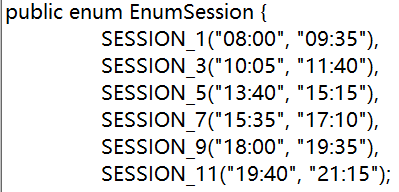 public enum EnumSession {
SESSION_1("08:00", "09:35"),
SESSION_3("10:05", "11:40"),
SESSION_5("13:40", "15:15"),
SESSION_7("15:35", "17:10"),
SESSION_9("18:00", "19:35"),
SESSION_11("19:40", "21:15");